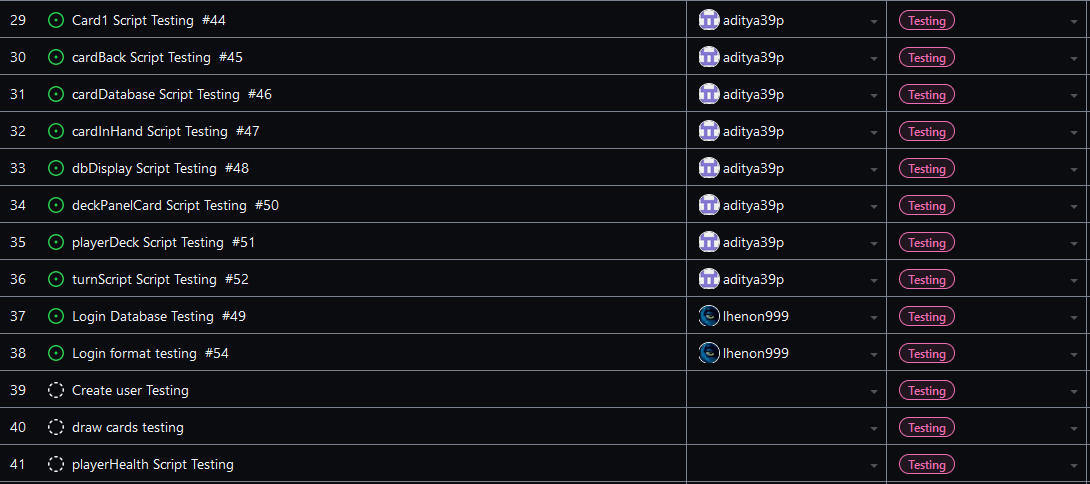 29 Card1 Script Testing #44 aditya39p Testing
30 cardBack Script Testing #45 aditya39p Testing
31 cardDatabase Script Testing #46 aditya39p Testing
32 cardInHand Script Testing #47 aditya39p Testing
33 dbDisplay Script Testing #48 aditya39p Testing
34 deckPanelCard Script Testing #50 aditya39p Testing
35 playerDeck Script Testing #51 aditya39p Testing
36 turnScript Script Testing #52 aditya39p Testing
37 Login Database Testing #49 lhenon999 Testing
38 Login format testing #54 lhenon999 Testing
39 Create user Testing Testing
40 draw cards testing Testing
41 playerHealth Script Testing Testing